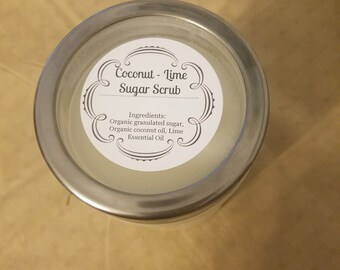 Coconut - Lime
Sugar Scrub
Ingredients:
Organic granulated sugar,
Organic coconut oil, Lime
Essential Oil